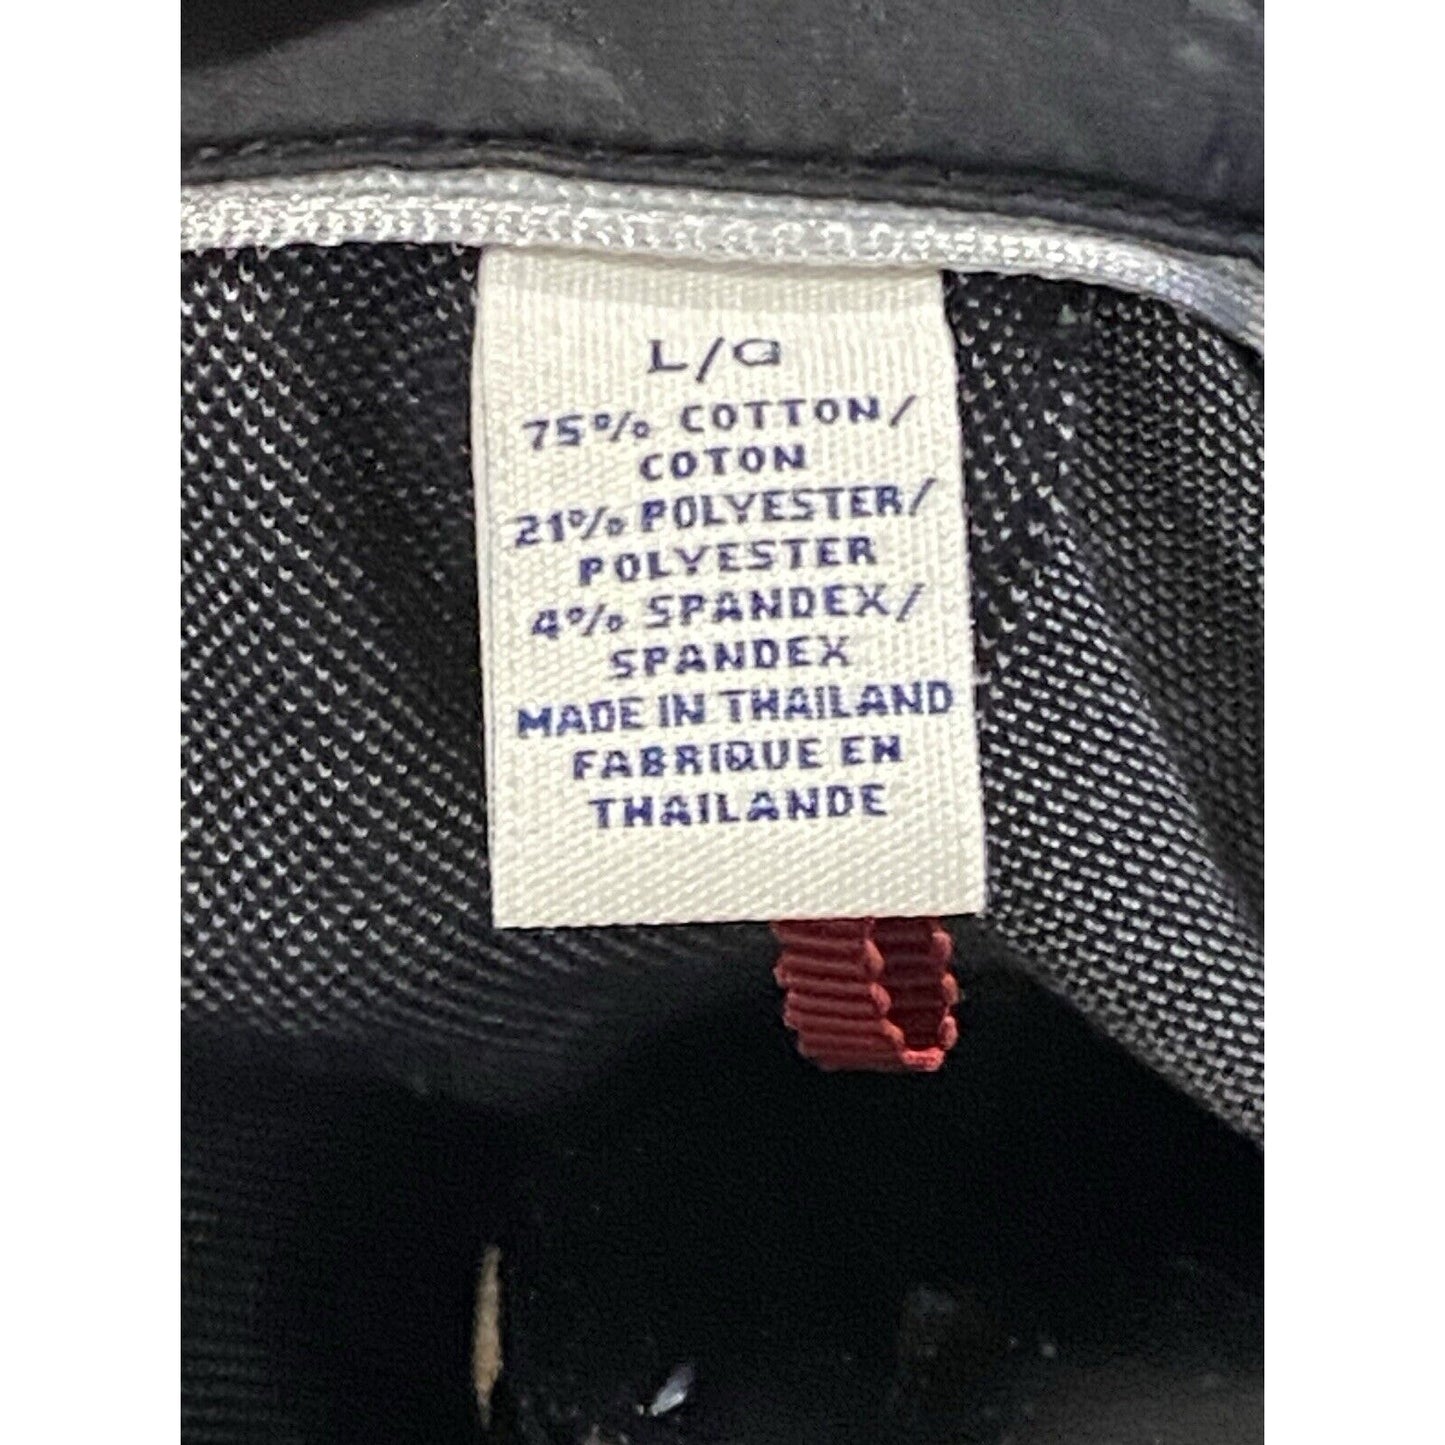 L/G
75% COTTON/
COTON
21% POLYESTER/
POLYESTER
4% SPANDEX/
SPANDEX
MADE IN THAILAND
FABRIQUE EN
THAILANDE